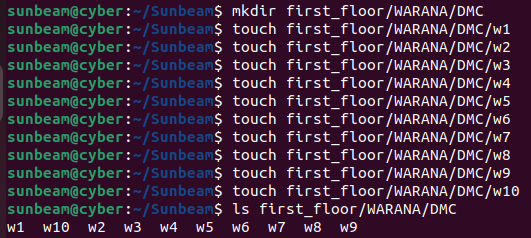 sunbeam@cyber:~/Sunbeam$ mkdir first_floor/WARANA/DMC
sunbeam@cyber:~/Sunbeam$ touch first_floor/WARANA/DMC/w1
sunbeam@cyber:~/Sunbeam$ touch first_floor/WARANA/DMC/w2
sunbeam@cyber:~/Sunbeam$ touch first_floor/WARANA/DMC/w3
sunbeam@cyber:~/Sunbeam$ touch first_floor/WARANA/DMC/w4
sunbeam@cyber:~/Sunbeam$ touch first_floor/WARANA/DMC/w5
sunbeam@cyber:~/Sunbeam$ touch first_floor/WARANA/DMC/w6
sunbeam@cyber:~/Sunbeam$ touch first_floor/WARANA/DMC/w7
sunbeam@cyber:~/Sunbeam$ touch first_floor/WARANA/DMC/w8
sunbeam@cyber:~/Sunbeam$ touch first_floor/WARANA/DMC/w9
sunbeam@cyber:~/Sunbeam$ touch first_floor/WARANA/DMC/w10
sunbeam@cyber:~/Sunbeam$ ls first_floor/WARANA/DMC
w1  w10  w2  w3  w4  w5  w6  w7  w8  w9